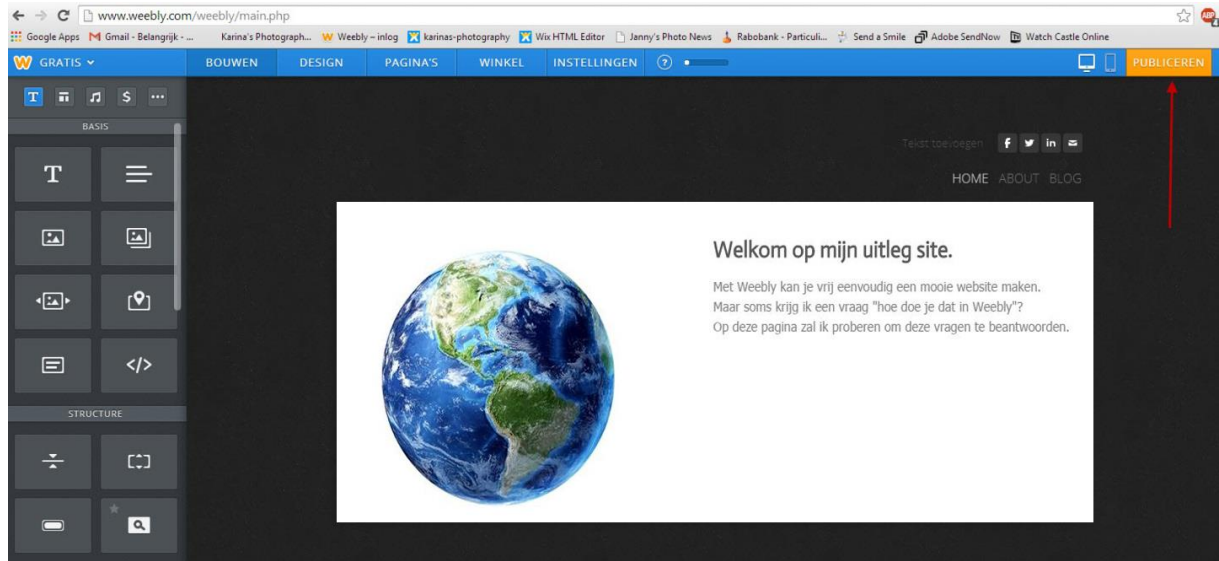 www.weebly.com/weebly/main.php
ABP
Google Apps Gmail - Belangrijk - ... Karina's Photograph... Weebly – inlog karinas-photography Wix HTML Editor Janny's Photo News Rabobank - Particuli... Send a Smile Adobe SendNow Watch Castle Online
GRATIS BOUWEN DESIGN PAGINA'S WINKEL INSTELLINGEN ? PUBLICEREN
T $ ...
BASIS
T
</>
STRUCTURE
Tekst toevoegen f in
HOME ABOUT BLOG
Welkom op mijn uitleg site.
Met Weebly kan je vrij eenvoudig een mooie website maken.
Maar soms krijg ik een vraag "hoe doe je dat in Weebly"?
Op deze pagina zal ik proberen om deze vragen te beantwoorden.